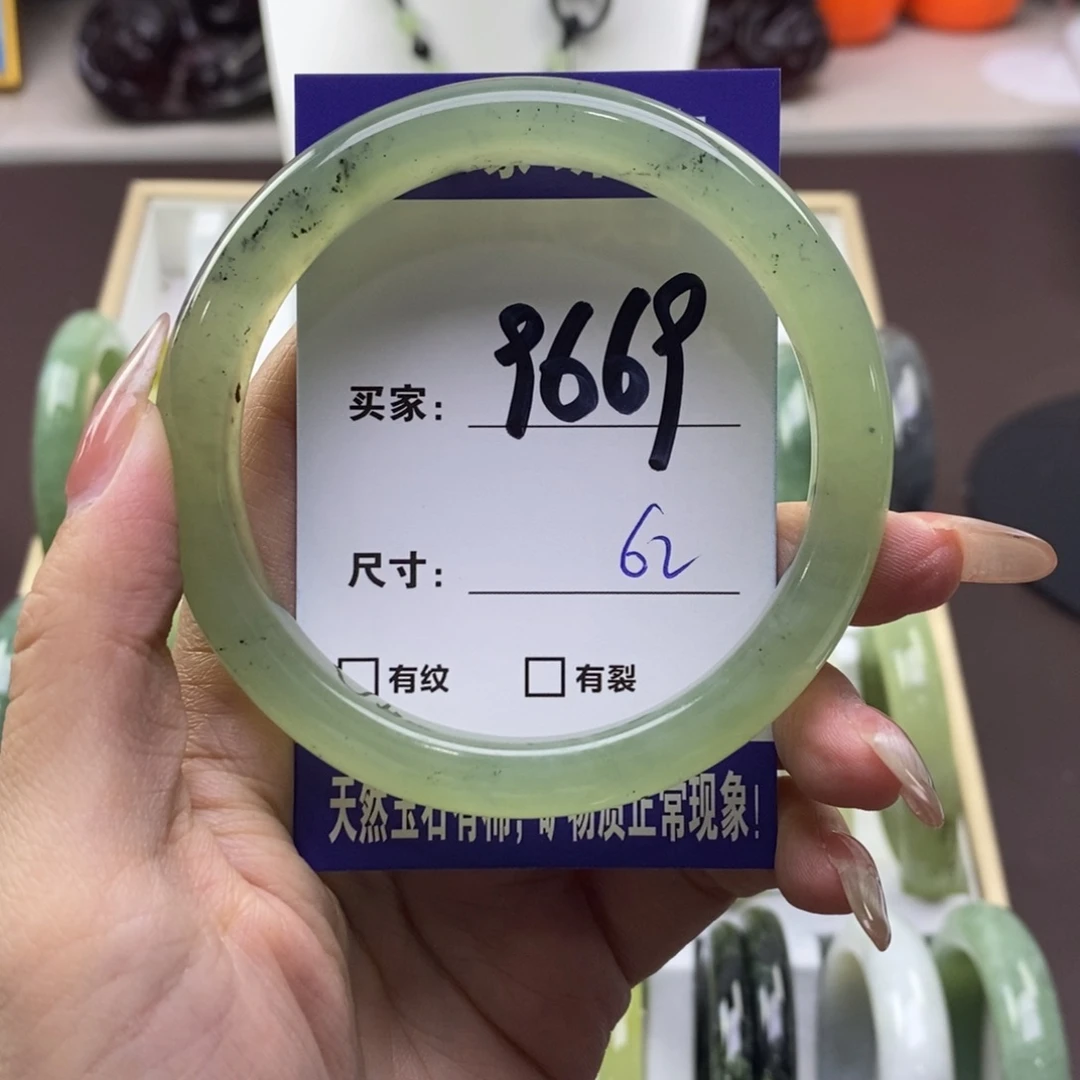 买家: 9669
尺寸: 62
□有纹 □有裂
天然玉石有棉, 矿物质正常现象!